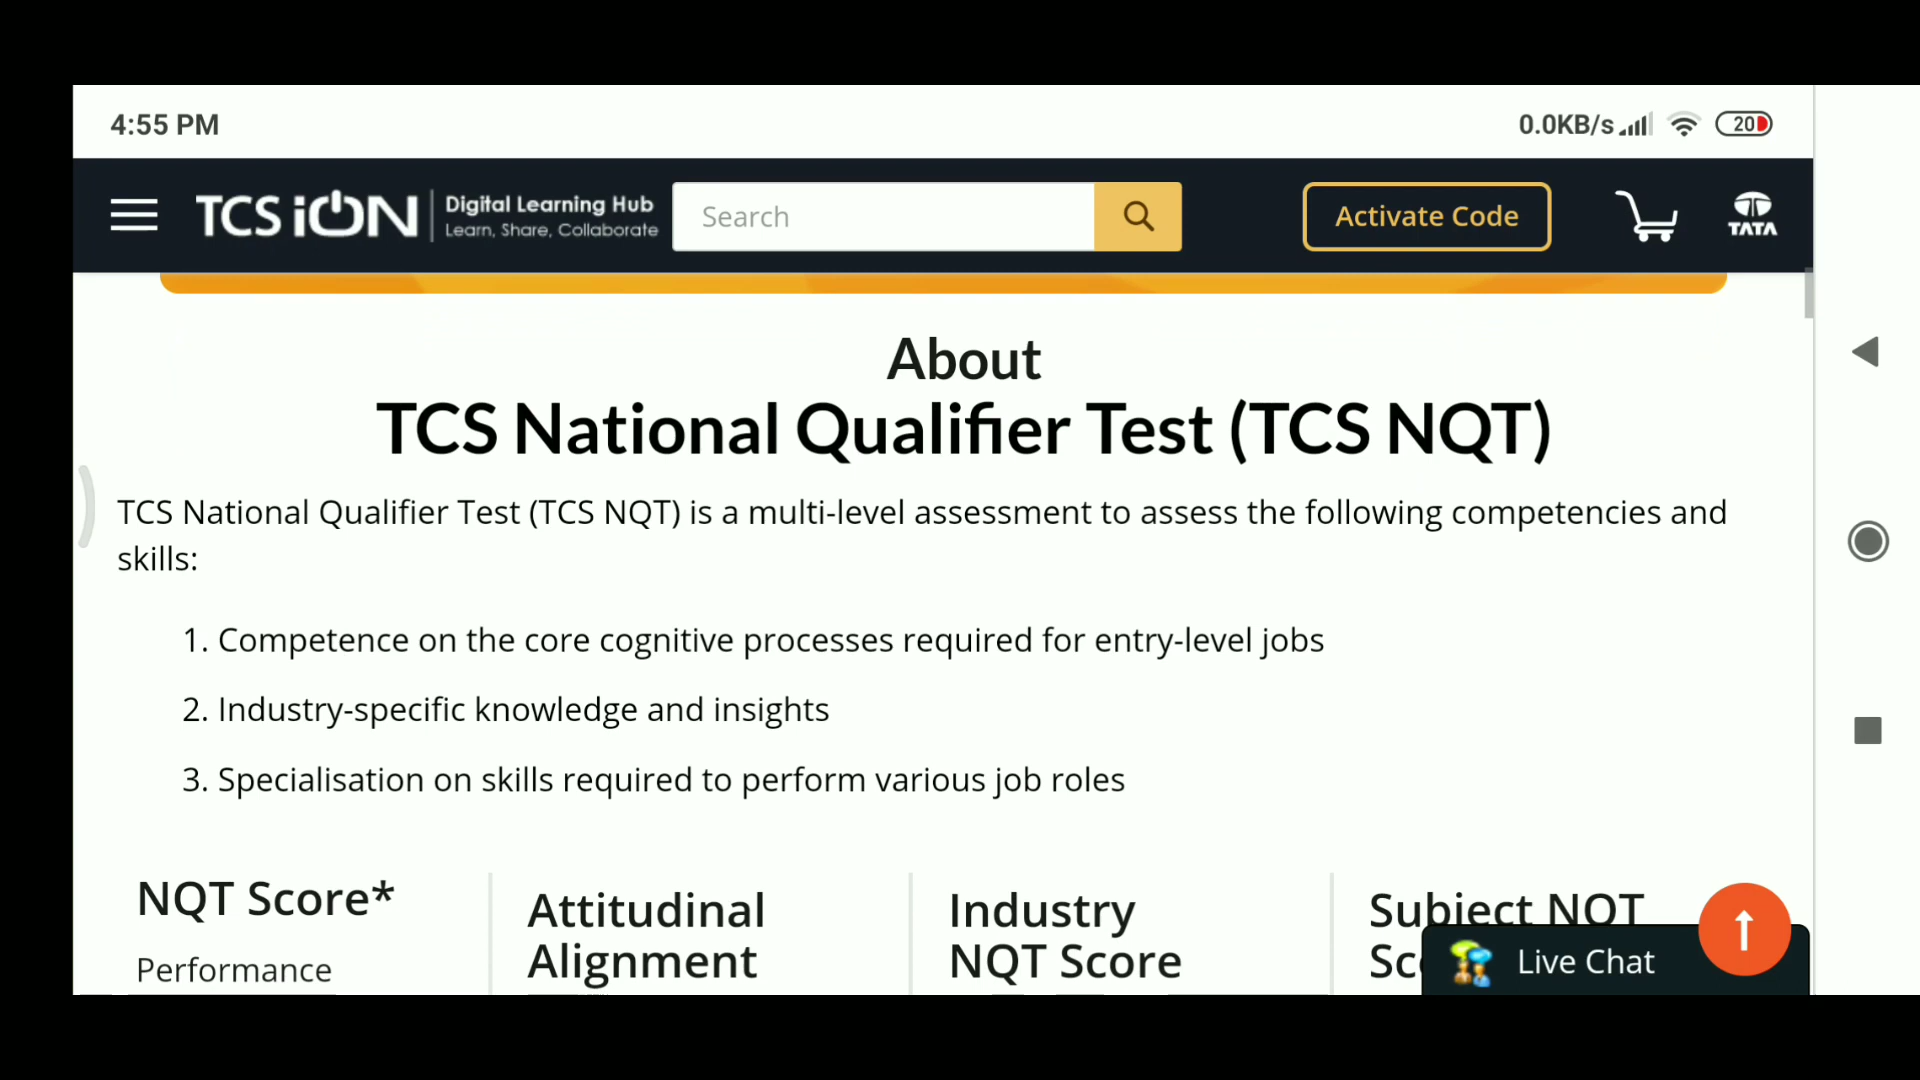 4:55 PM
0.0KB/s
20
TCS iON
Digital Learning Hub
Learn, Share, Collaborate
Search
Activate Code
TATA
About
TCS National Qualifier Test (TCS NQT)
TCS National Qualifier Test (TCS NQT) is a multi-level assessment to assess the following competencies and
skills:
1. Competence on the core cognitive processes required for entry-level jobs
2. Industry-specific knowledge and insights
3. Specialisation on skills required to perform various job roles
NQT Score*
Performance
Attitudinal
Alignment
Industry
NQT Score
Subject NQT
Live Chat